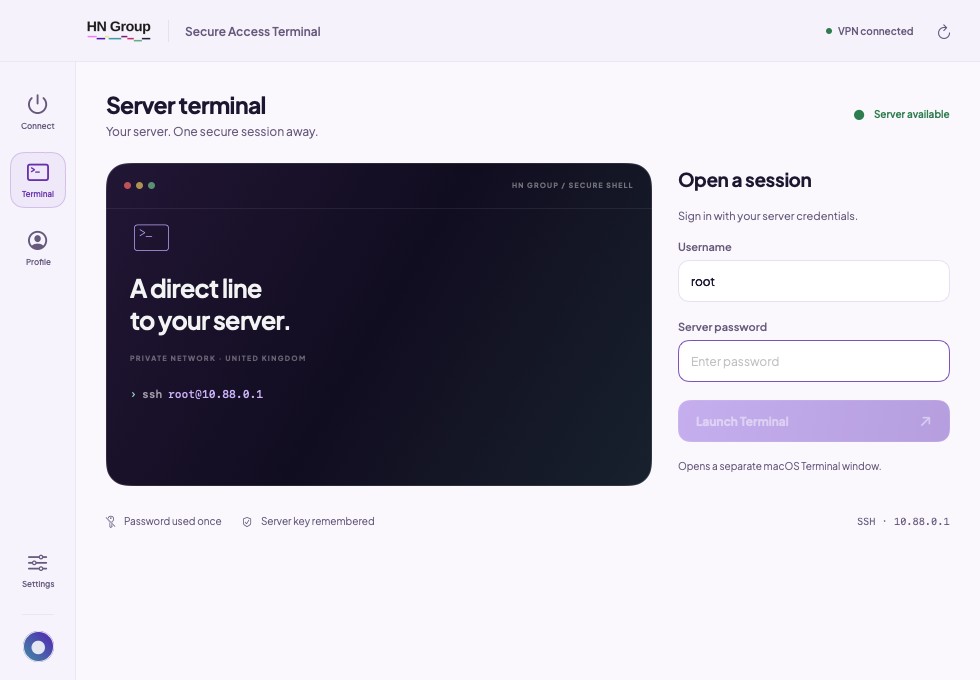 HN Group
Secure Access Terminal
VPN connected
Connect
Terminal
Profile
Settings
Server terminal
Your server. One secure session away.
Server available
HN GROUP / SECURE SHELL
>_
A direct line
to your server.
PRIVATE NETWORK · UNITED KINGDOM
› ssh root@10.88.0.1
Open a session
Sign in with your server credentials.
Username
root
Server password
Enter password
Launch Terminal
Opens a separate macOS Terminal window.
Password used once
Server key remembered
SSH · 10.88.0.1